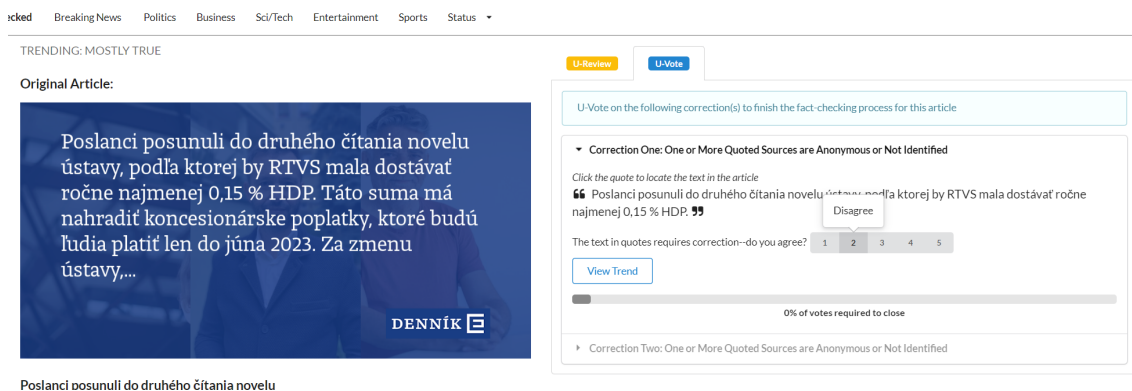 ecked Breaking News Politics Business Sci/Tech Entertainment Sports Status
TRENDING: MOSTLY TRUE
Original Article:
Poslanci posunuli do druhého čítania novelu
ústavy, podľa ktorej by RTVS mala dostávať
ročne najmenej 0,15 % HDP. Táto suma má
nahradiť koncesionárske poplatky, ktoré budú
ľudia platiť len do júna 2023. Za zmenu
ústavy,...
DENNÍK E
Poslanci posunuli do druhého čítania novelu
U-Review U-Vote
U-Vote on the following correction(s) to finish the fact-checking process for this article
Correction One: One or More Quoted Sources are Anonymous or Not Identified
Click the quote to locate the text in the article
❝ Poslanci posunuli do druhého čítania novelu ústavy, podľa ktorej by RTVS mala dostávať ročne
najmenej 0,15 % HDP. ❞
Disagree
The text in quotes requires correction--do you agree? 1 2 3 4 5
View Trend
0% of votes required to close
Correction Two: One or More Quoted Sources are Anonymous or Not Identified